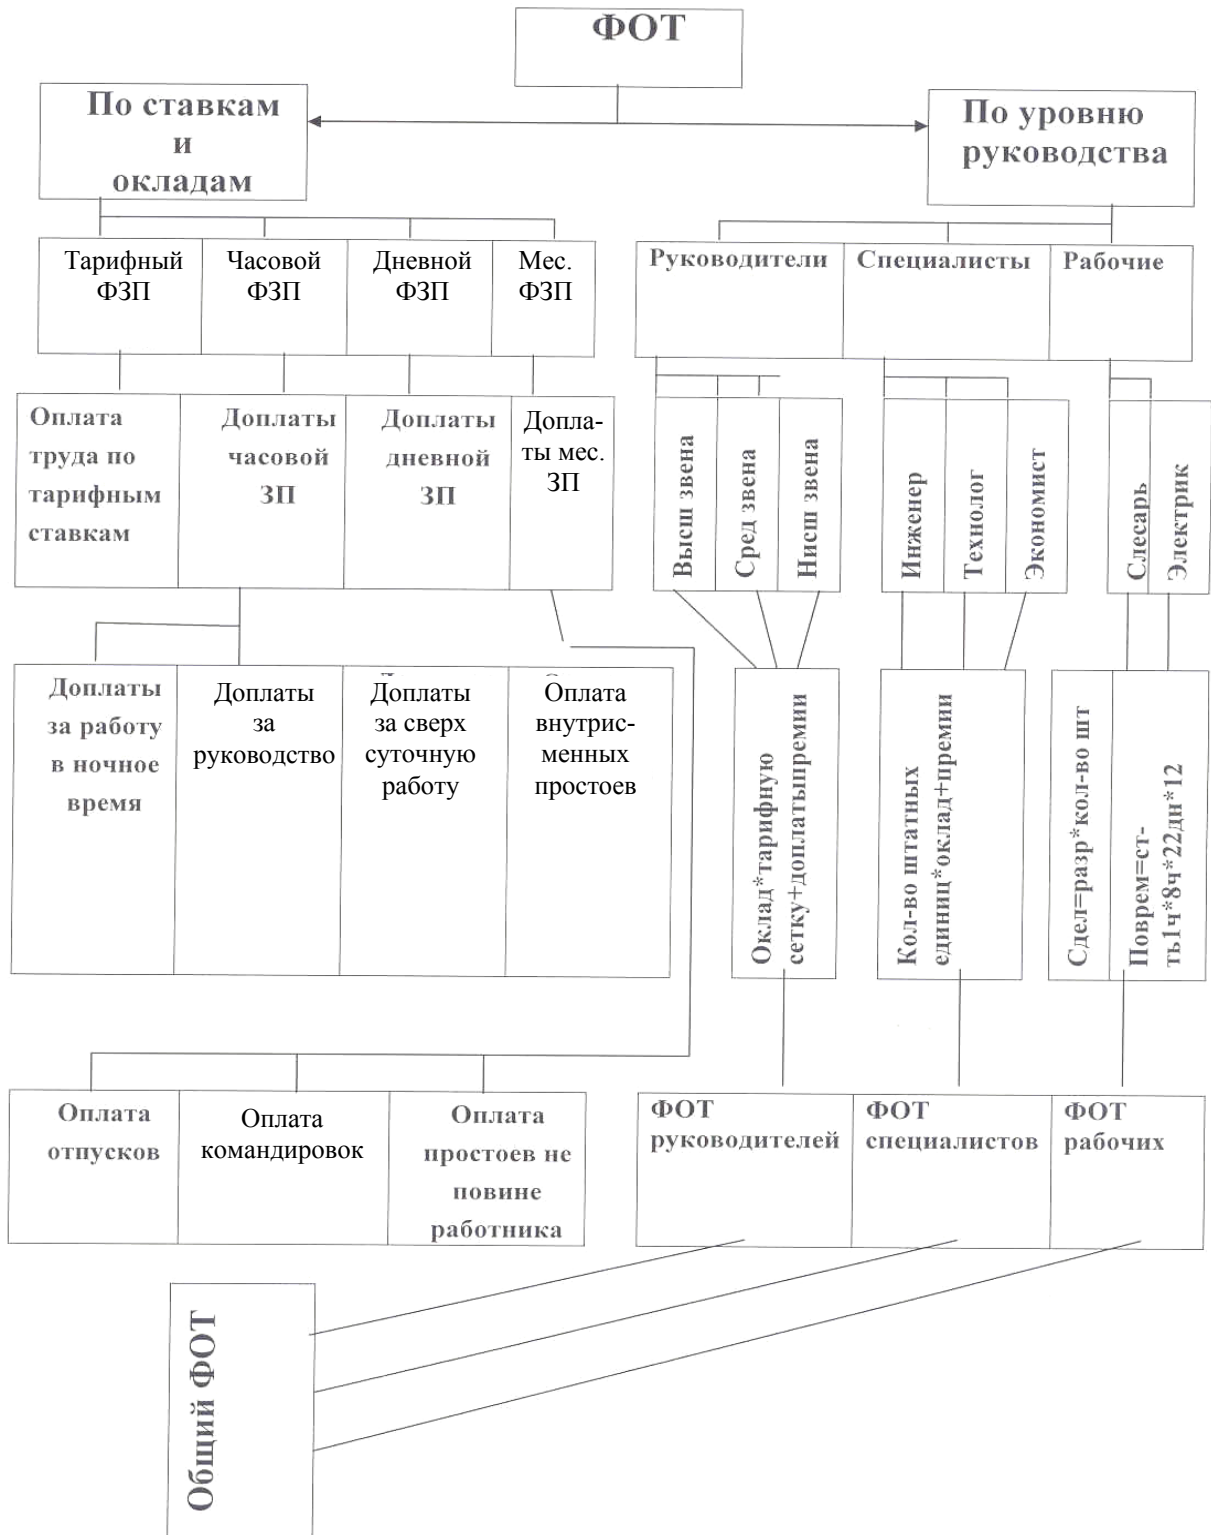 ФОТ
По ставкам
и
окладам
По уровню
руководства
Тарифный
ФЗП
Часовой
ФЗП
Дневной
ФЗП
Мес.
ФЗП
Руководители
Специалисты
Рабочие
Оплата
труда по
тарифным
ставкам
Доплаты
часовой
ЗП
Доплаты
дневной
ЗП
Допла-
ты мес.
ЗП
Высш звена
Сред звена
Нисш звена
Инженер
Технолог
Экономист
Слесарь
Электрик
Доплаты
за работу
в ночное
время
Доплаты
за
руководство
Доплаты
за сверх
суточную
работу
Оплата
внутрис-
менных
простоев
Оклад*тарифную
сетку+доплатыпремии
Кол-во штатных
единиц*оклад+премии
Сдел=разр*кол-во шт
Поврем=ст-
ть1ч*8ч*22дн*12
Оплата
отпусков
Оплата
командировок
Оплата
простоев не
повине
работника
ФОТ
руководителей
ФОТ
специалистов
ФОТ
рабочих
Общий ФОТ